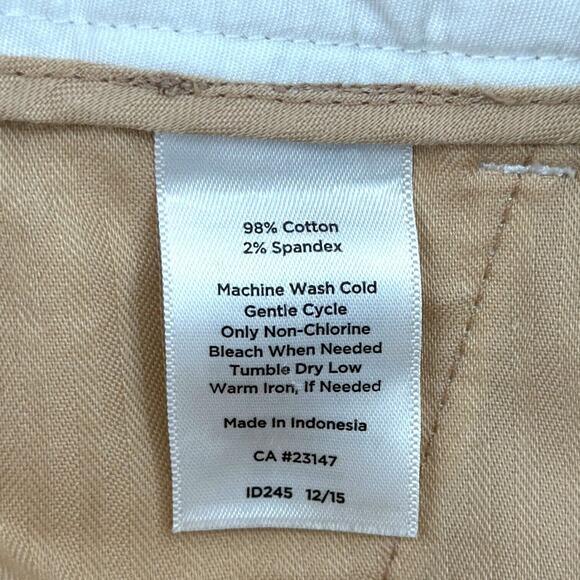 98% Cotton
2% Spandex
Machine Wash Cold
Gentle Cycle
Only Non-Chlorine
Bleach When Needed
Tumble Dry Low
Warm Iron, If Needed
Made In Indonesia
CA #23147
ID245 12/15